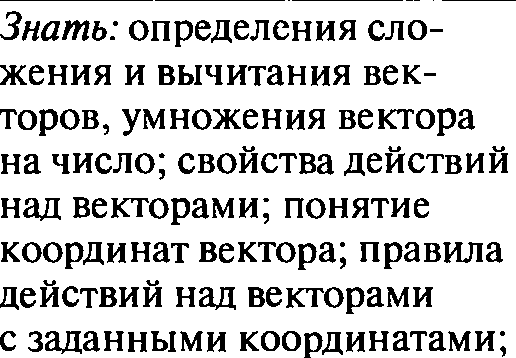 Знать: определения сло-
жения и вычитания век-
торов, умножения вектора
на число; свойства действий
над векторами; понятие
координат вектора; правила
действий над векторами
с заданными координатами;